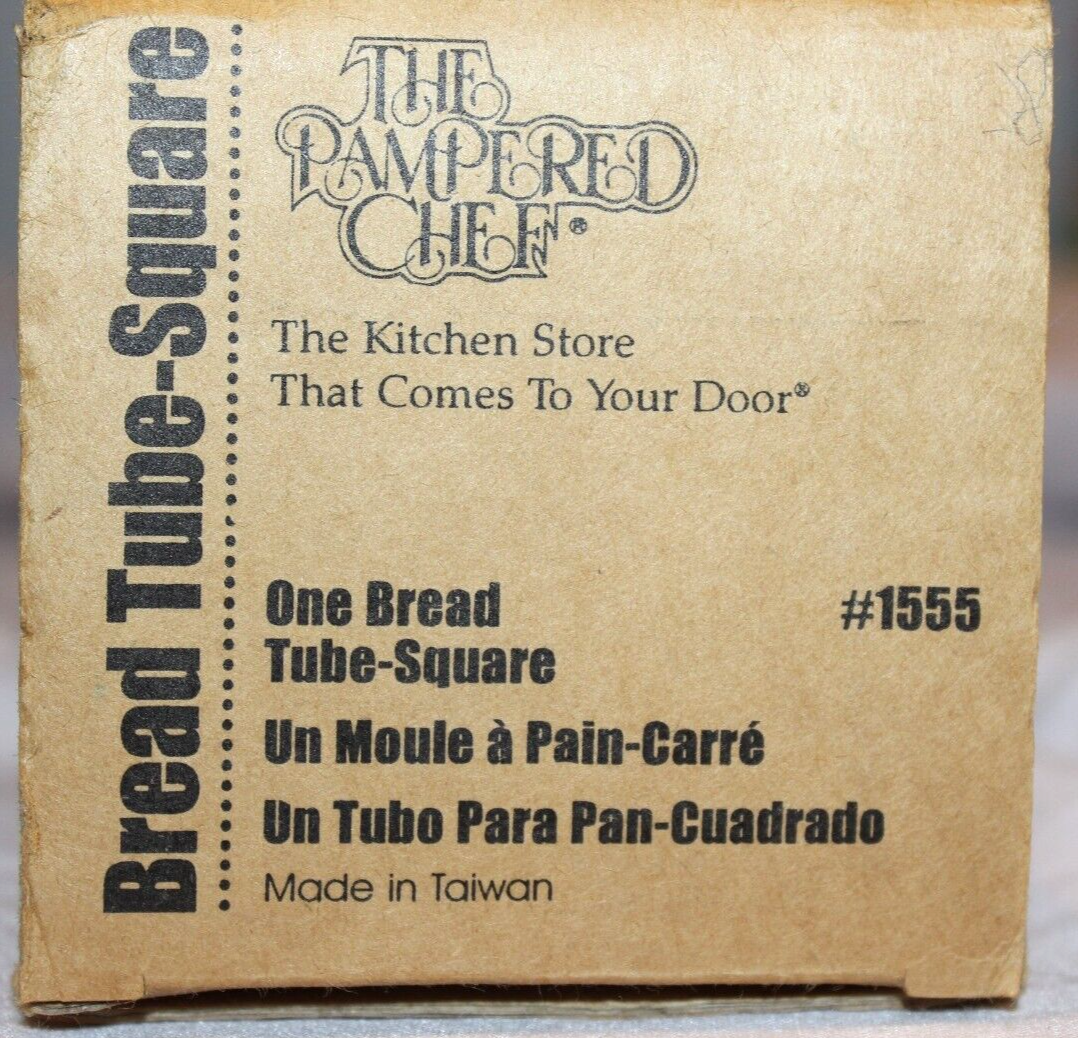 Bread Tube-Square
THE
PAMPERED
CHEF®
The Kitchen Store
That Comes To Your Door®
One Bread #1555
Tube-Square
Un Moule à Pain-Carré
Un Tubo Para Pan-Cuadrado
Made in Taiwan